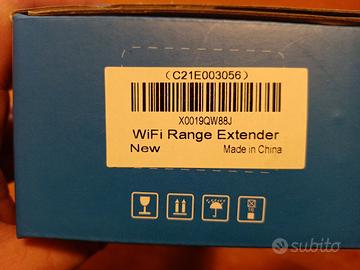 (C21E003056)
X0019QW88J
WiFi Range Extender
New Made in China
subito